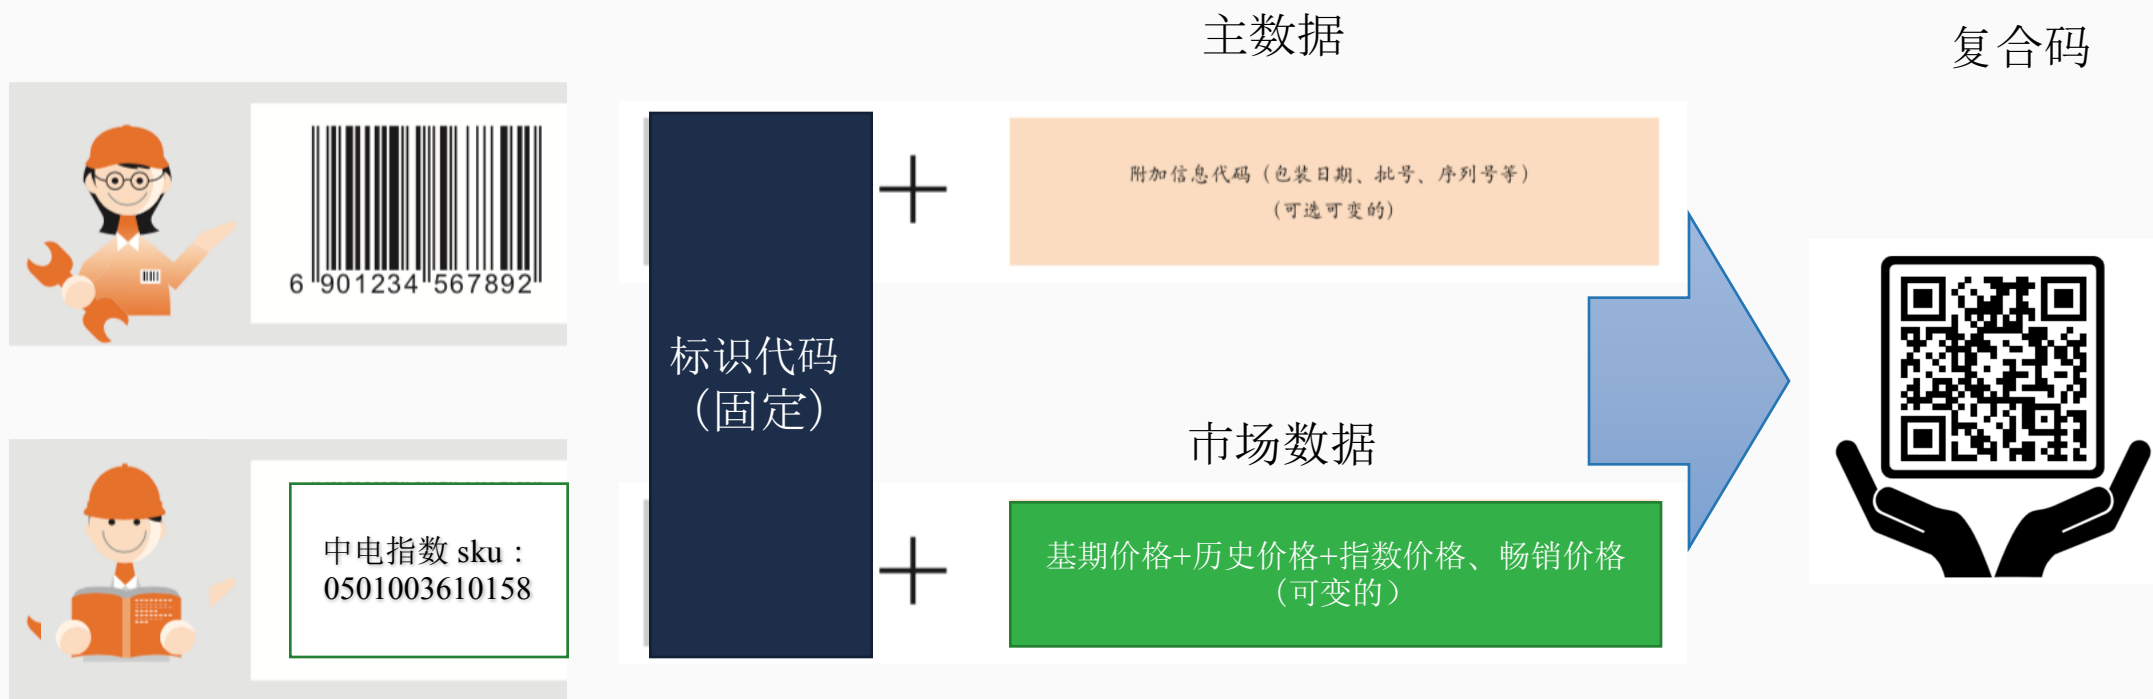 主数据
复合码
6 901234 567892
附加信息代码（包装日期、批号、序列号等）
（可选可变的）
标识代码
（固定）
市场数据
中电指数 sku：
0501003610158
基期价格+历史价格+指数价格、畅销价格
（可变的）